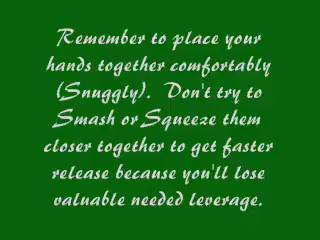 Remember to place your
hands together comfortably
(Snuggly). Don't try to
Smash or Squeeze them
closer together to get faster
release because you'll lose
valuable needed leverage.